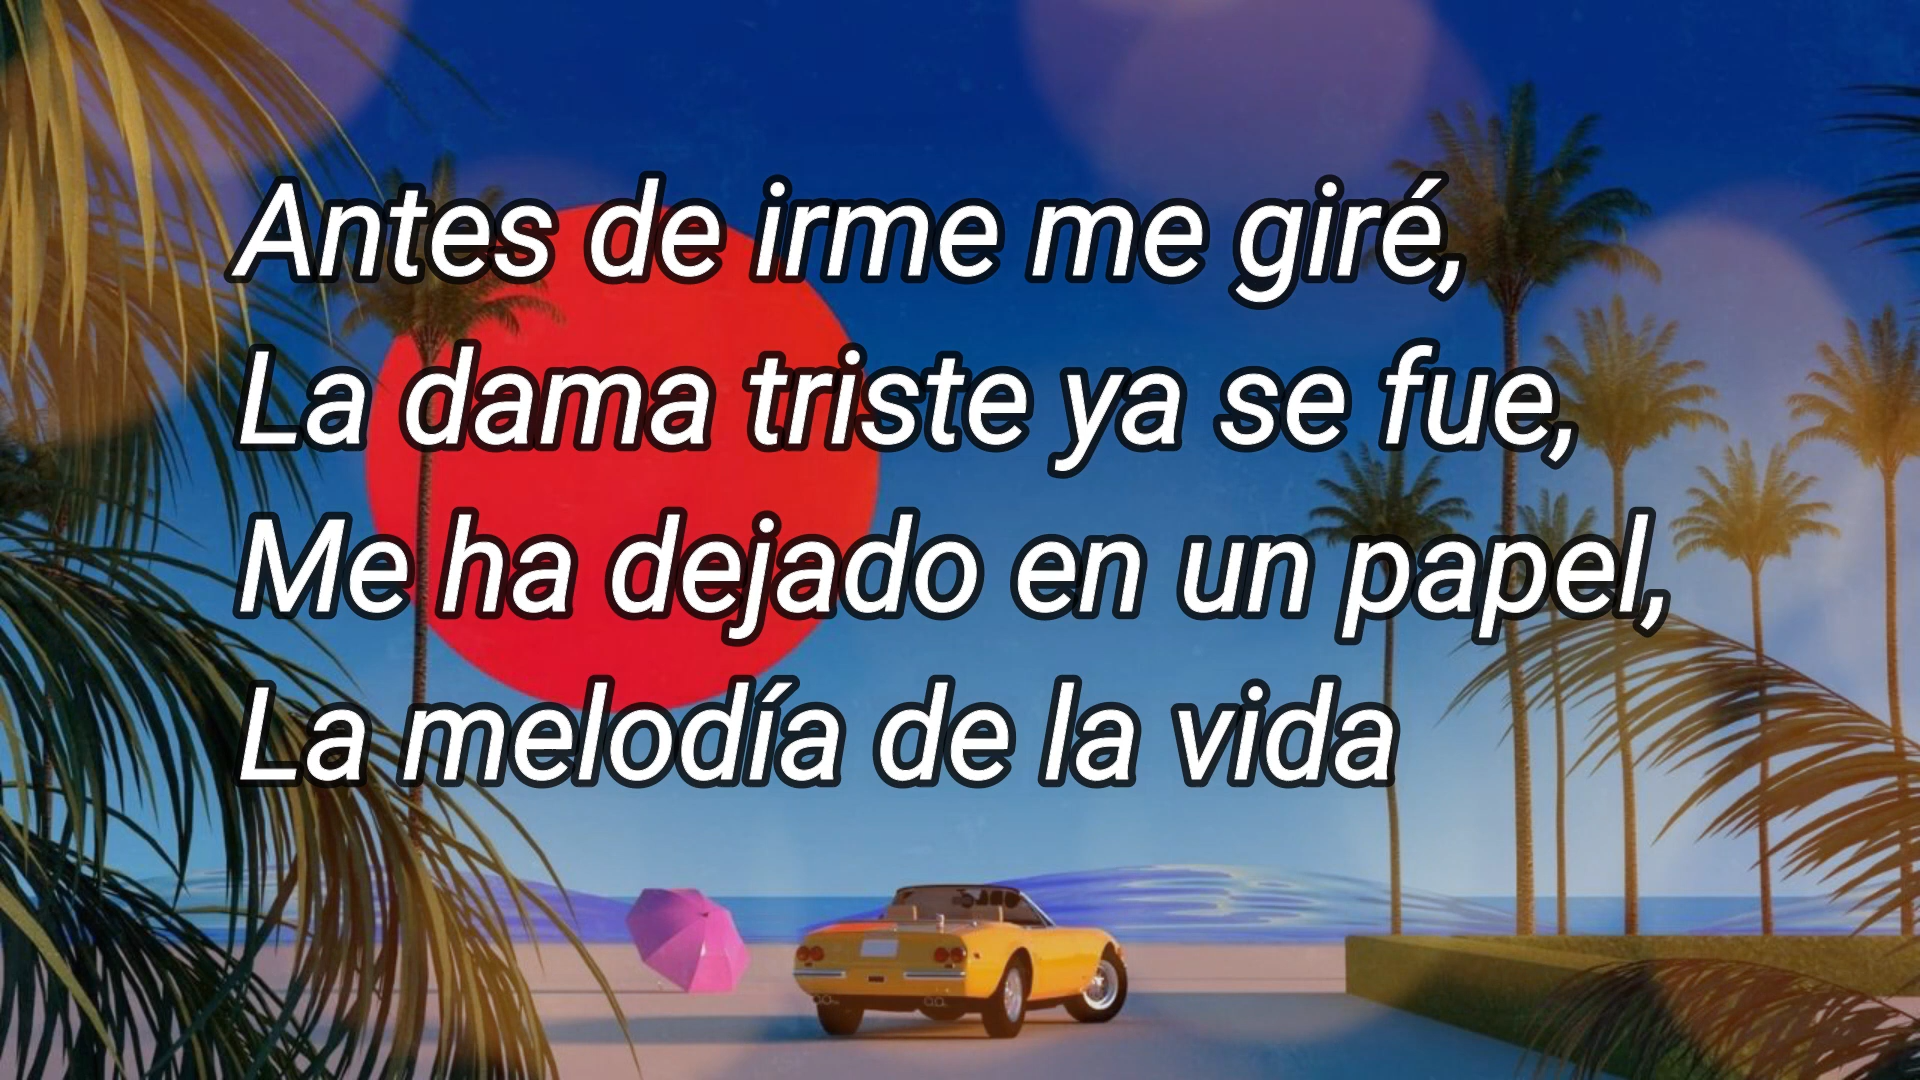 Antes de irme me giré,
La dama triste ya se fue,
Me ha dejado en un papel,
La melodía de la vida